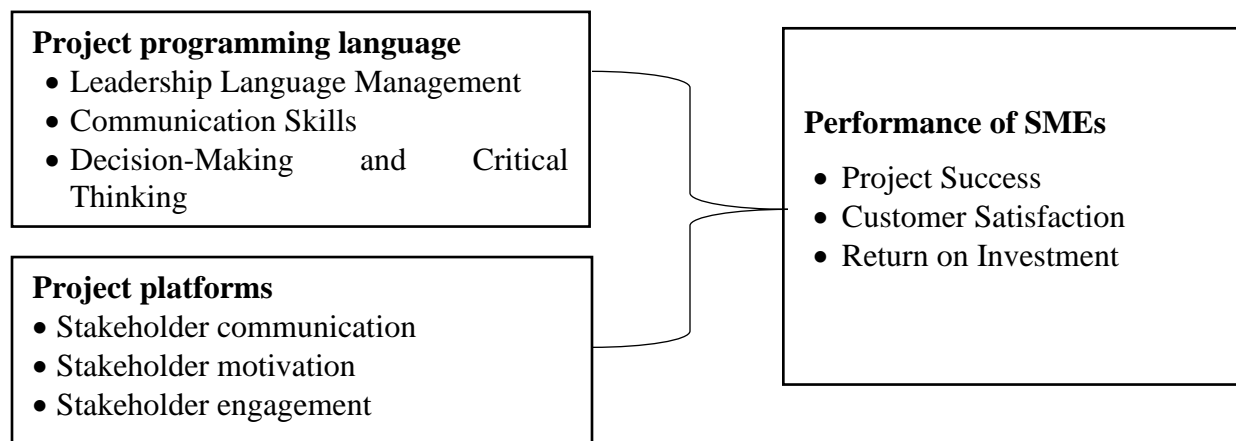 Project programming language
• Leadership Language Management
• Communication Skills
• Decision-Making and Critical
Thinking
Project platforms
• Stakeholder communication
• Stakeholder motivation
• Stakeholder engagement
Performance of SMEs
• Project Success
• Customer Satisfaction
• Return on Investment